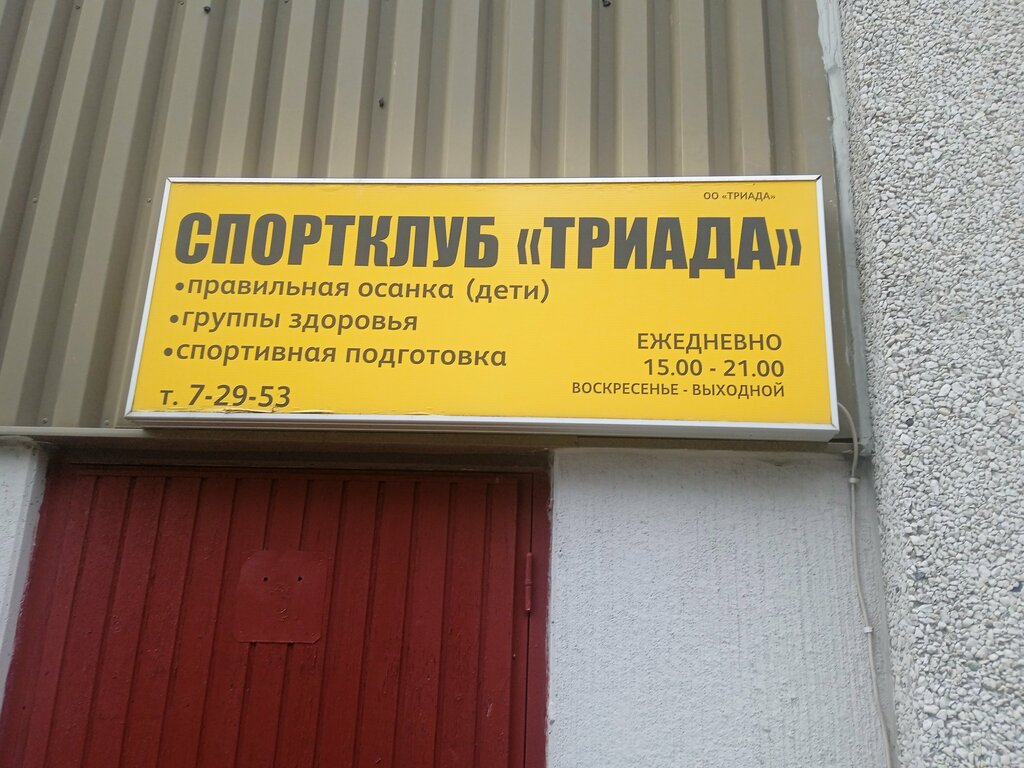 ОО «ТРИАДА»
СПОРТКЛУБ «ТРИАДА»
•правильная осанка (дети)
•группы здоровья
•спортивная подготовка
т. 7-29-53
ЕЖЕДНЕВНО
15.00 - 21.00
ВОСКРЕСЕНЬЕ - ВЫХОДНОЙ